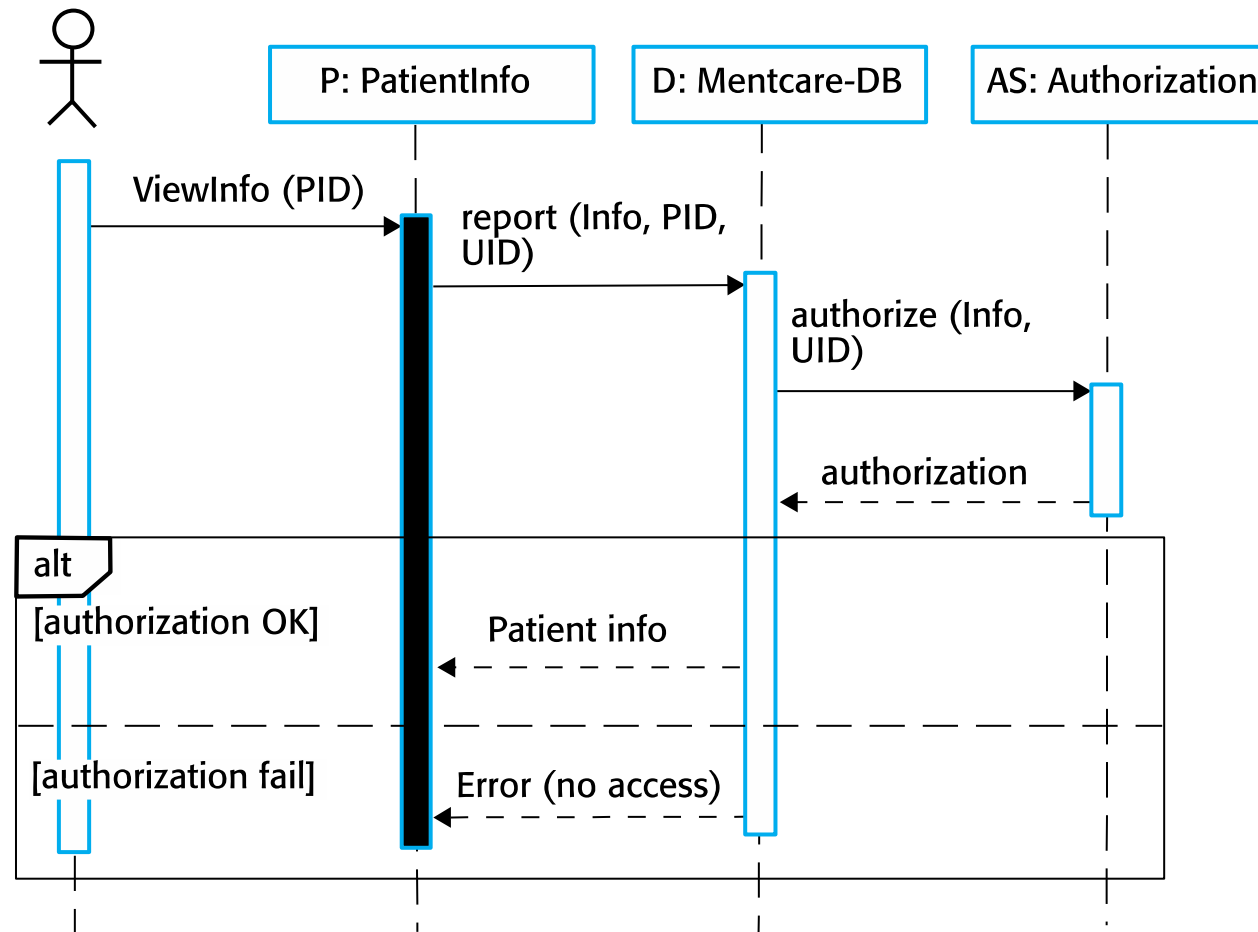 P: PatientInfo
D: Mentcare-DB
AS: Authorization
ViewInfo (PID)
report (Info, PID,
UID)
authorize (Info,
UID)
authorization
alt
[authorization OK]
Patient info
[authorization fail]
Error (no access)